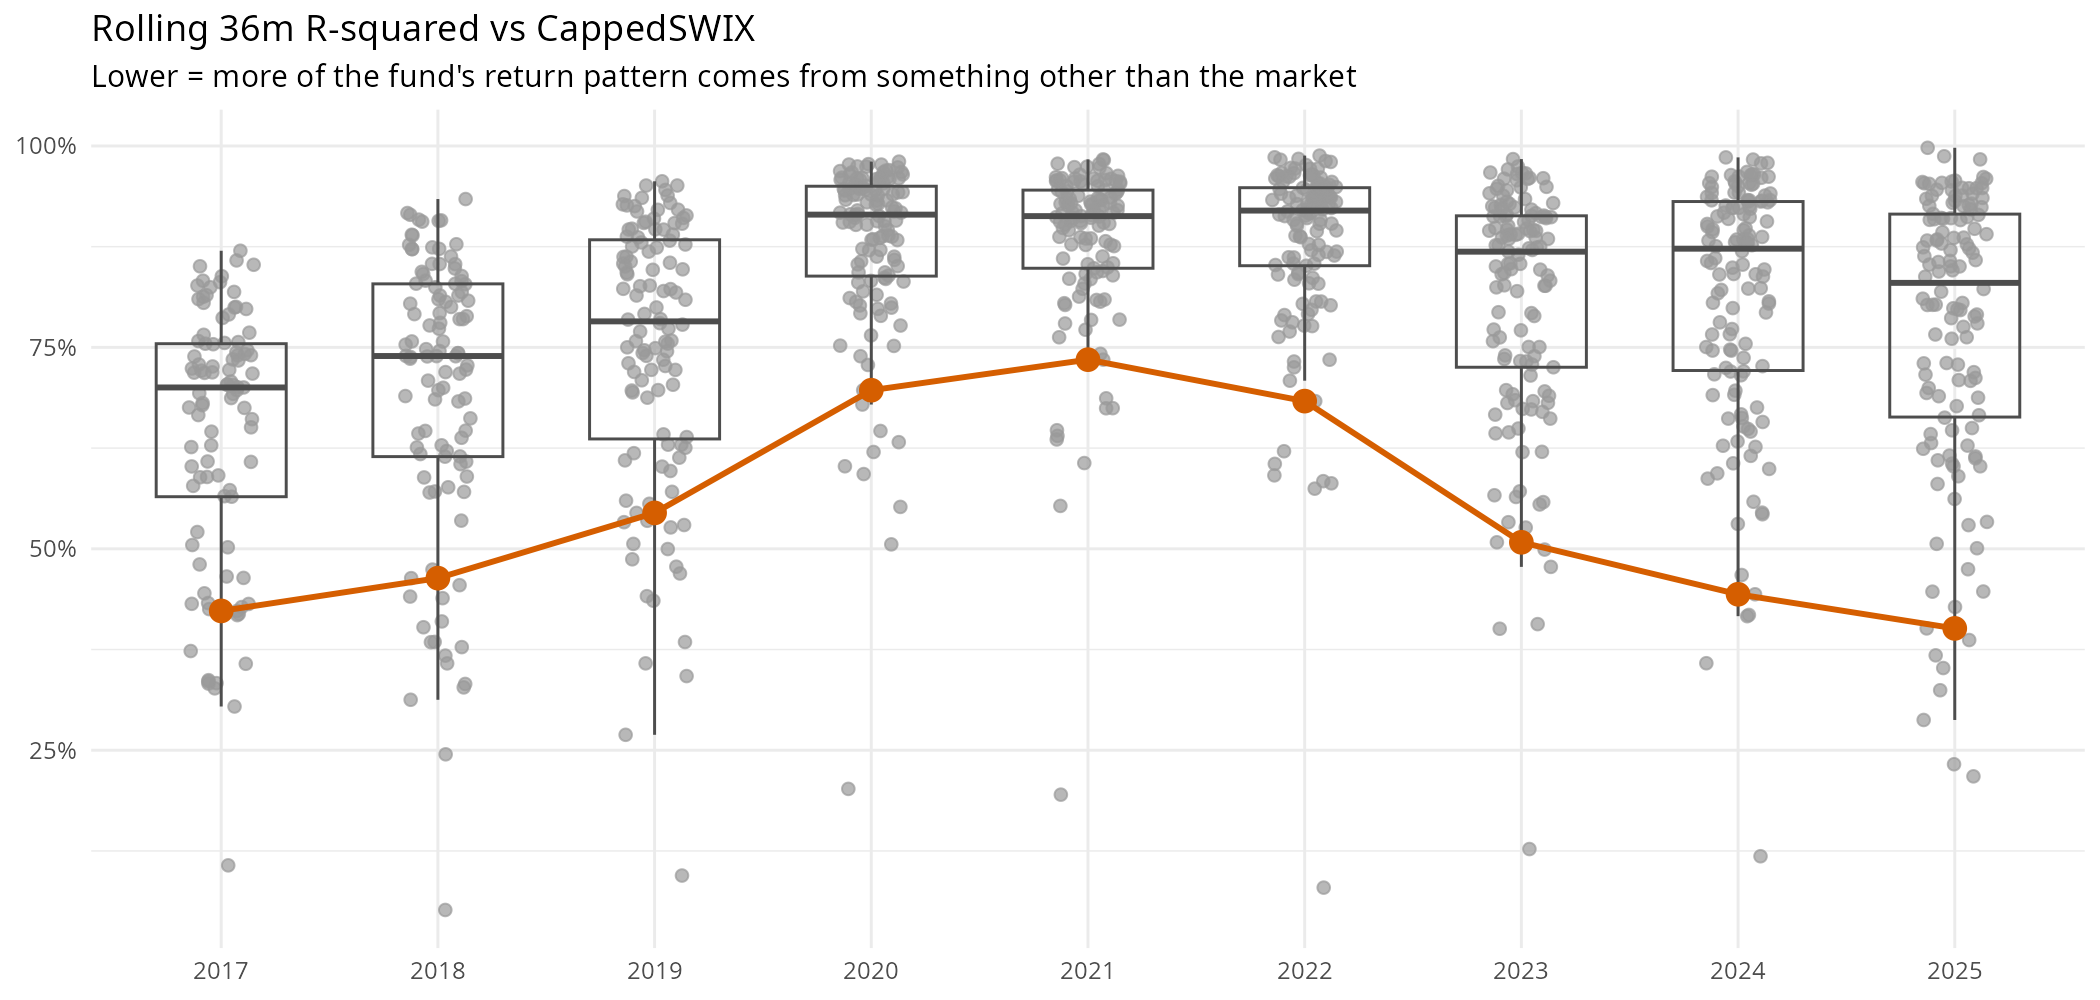 Rolling 36m R-squared vs CappedSWIX
Lower = more of the fund's return pattern comes from something other than the market
100%
75%
50%
25%
2017 2018 2019 2020 2021 2022 2023 2024 2025